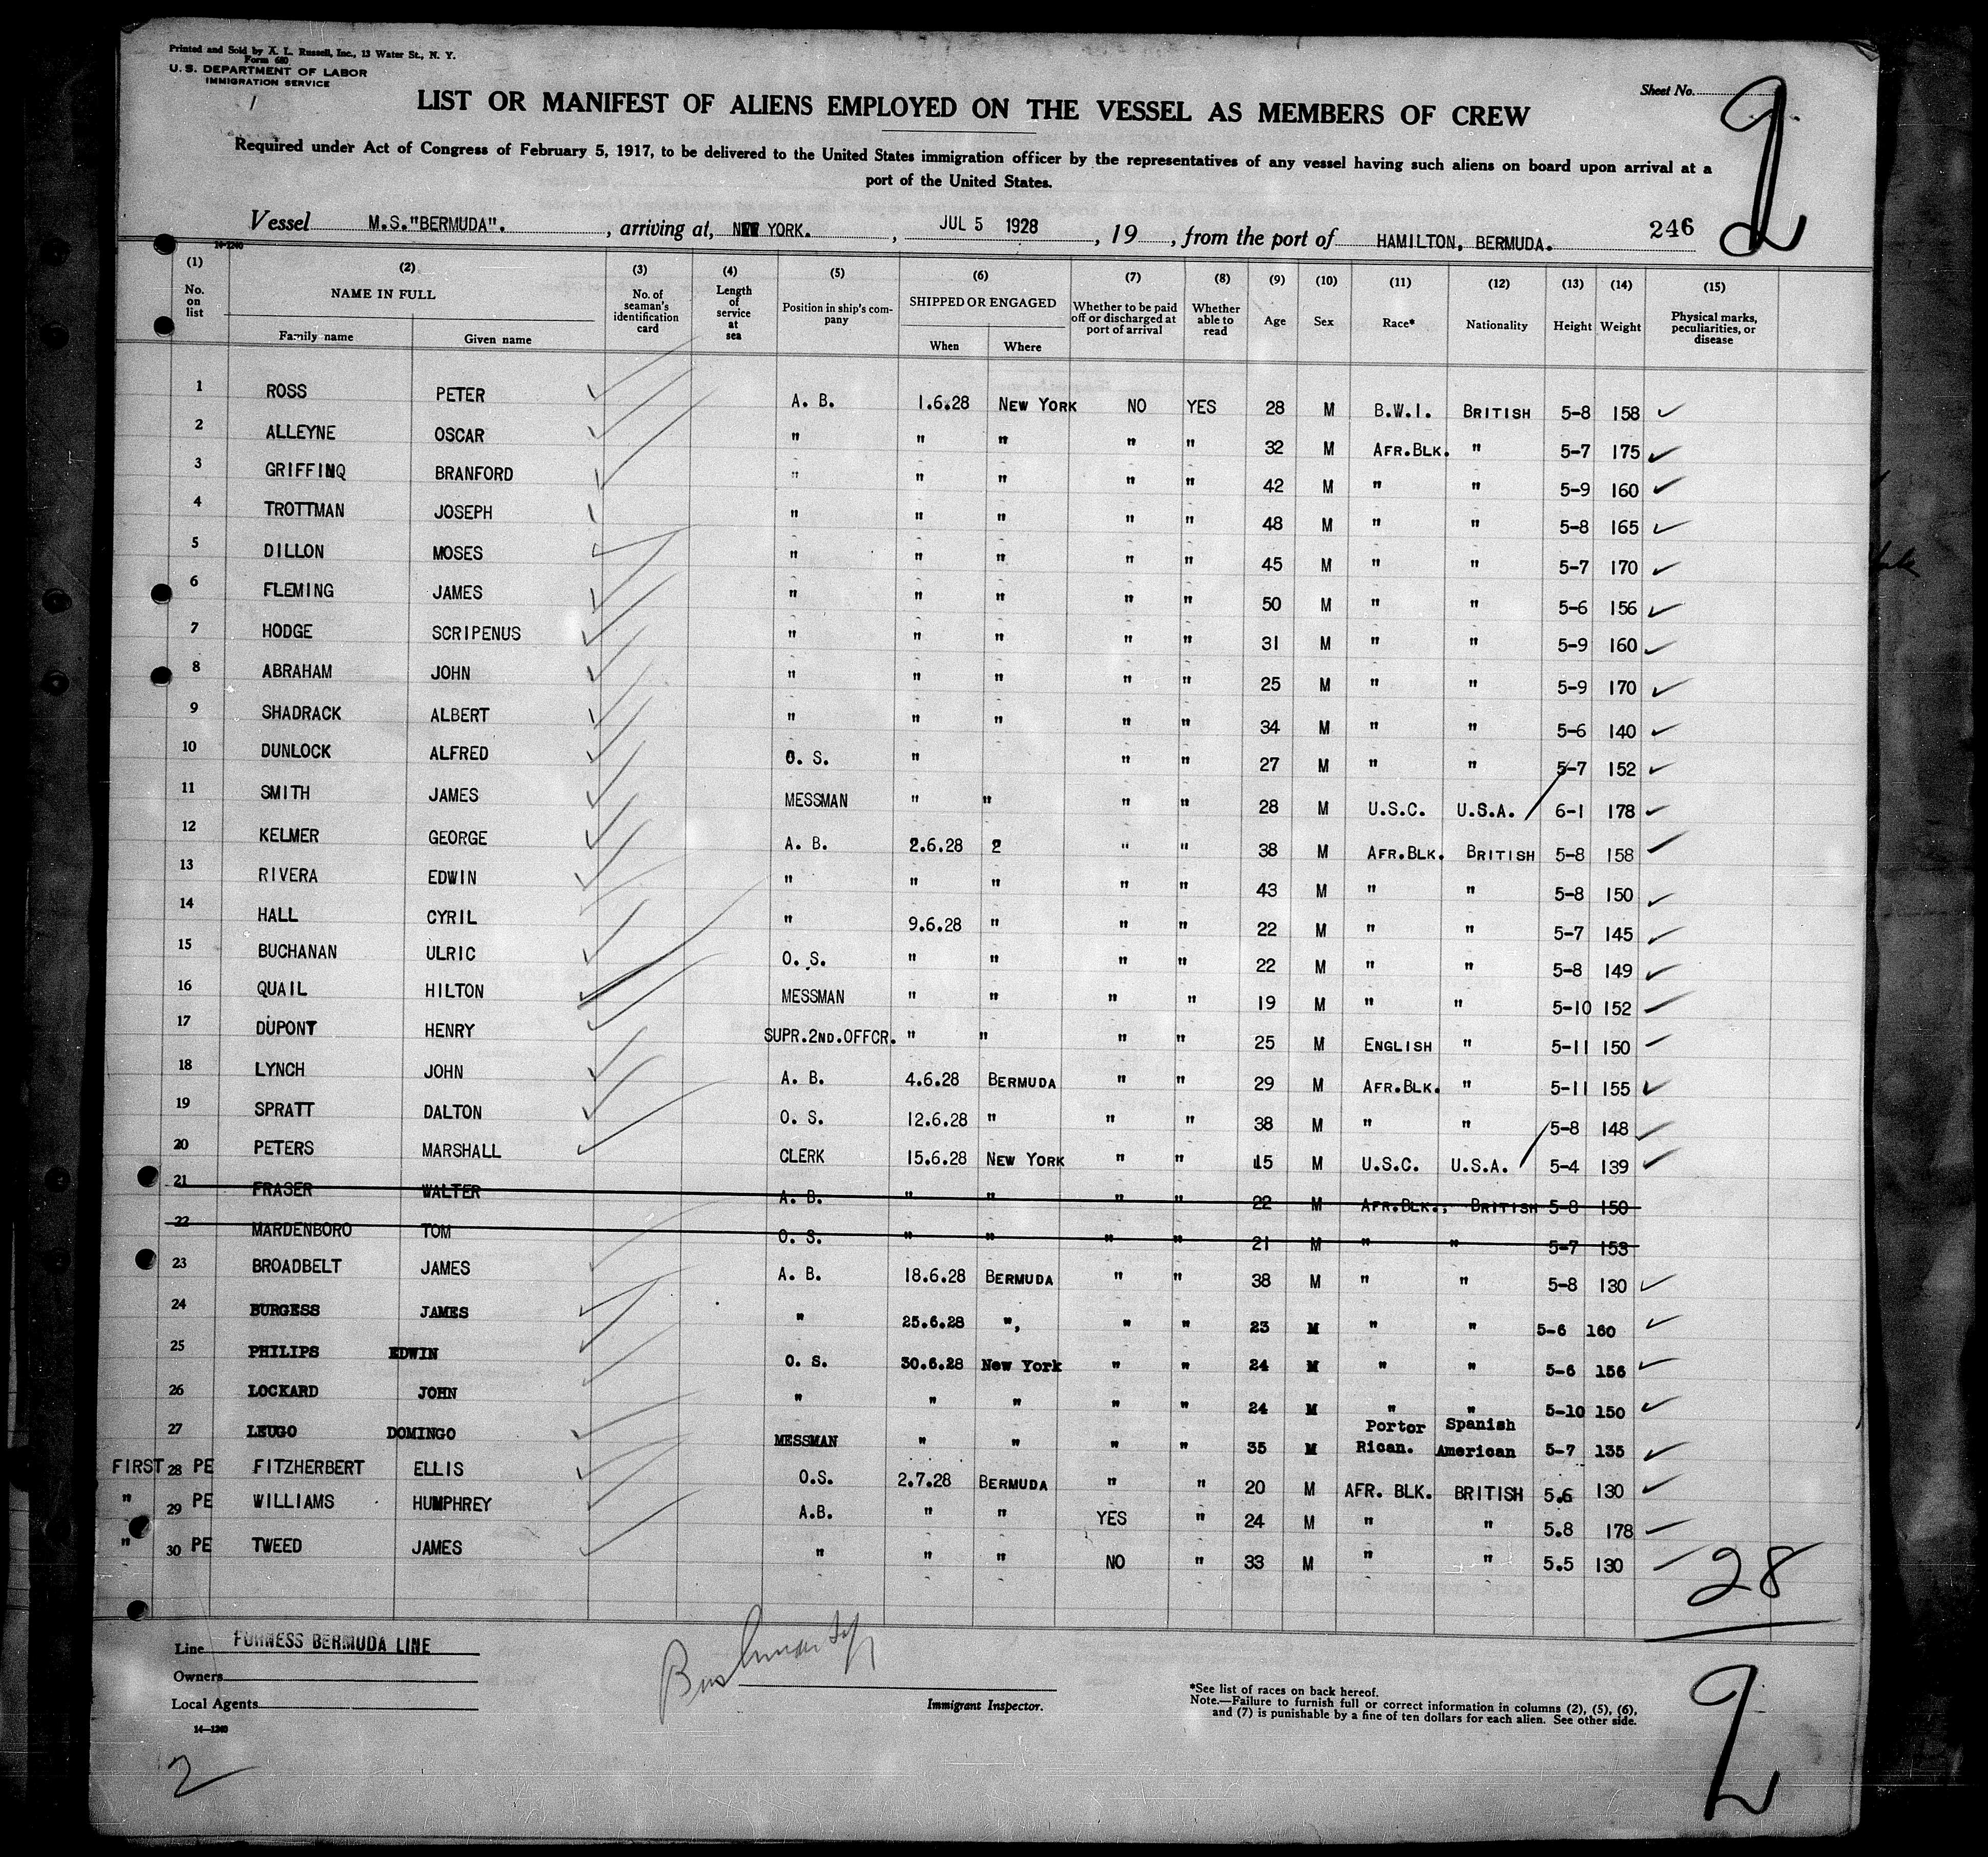 Printed and Sold by X. L. Russell, Inc., 13 Water St., N. Y.
Form 680
U. S. DEPARTMENT OF LABOR
IMMIGRATION SERVICE
Sheet No. 2
LIST OR MANIFEST OF ALIENS EMPLOYED ON THE VESSEL AS MEMBERS OF CREW
Required under Act of Congress of February 5, 1917, to be delivered to the United States immigration officer by the representatives of any vessel having such aliens on board upon arrival at a
port of the United States.
Vessel M.S."BERMUDA"., arriving at, NEW YORK., JUL 5 1928, 19, from the port of HAMILTON, BERMUDA. 246
14-1240
(1) No. on list
(2) NAME IN FULL Family name Given name
(3) No. of seaman's identification card
(4) Length of service at sea
(5) Position in ship's company
(6) SHIPPED OR ENGAGED When Where
(7) Whether to be paid off or discharged at port of arrival
(8) Whether able to read
(9) Age
(10) Sex
(11) Race*
(12) Nationality
(13) Height
(14) Weight
(15) Physical marks, peculiarities, or disease
1 ROSS PETER A. B. 1.6.28 NEW YORK NO YES 28 M B.W.I. BRITISH 5-8 158
2 ALLEYNE OSCAR " " " " " 32 M AFR.BLK. " 5-7 175
3 GRIFFINQ BRANFORD " " " " " 42 M " " 5-9 160
4 TROTTMAN JOSEPH " " " " " 48 M " " 5-8 165
5 DILLON MOSES " " " " " 45 M " " 5-7 170
6 FLEMING JAMES " " " " " 50 M " " 5-6 156
7 HODGE SCRIPENUS " " " " " 31 M " " 5-9 160
8 ABRAHAM JOHN " " " " " 25 M " " 5-9 170
9 SHADRACK ALBERT " " " " " 34 M " " 5-6 140
10 DUNLOCK ALFRED O. S. " " " 27 M " " 5-7 152
11 SMITH JAMES MESSMAN " " " " 28 M U.S.C. U.S.A. 6-1 178
12 KELMER GEORGE A. B. 2.6.28 2 " " 38 M AFR.BLK. BRITISH 5-8 158
13 RIVERA EDWIN " " " " " 43 M " " 5-8 150
14 HALL CYRIL " 9.6.28 " " " 22 M " " 5-7 145
15 BUCHANAN ULRIC O. S. " " " " 22 M " " 5-8 149
16 QUAIL HILTON MESSMAN " " " " 19 M " " 5-10 152
17 DUPONT HENRY SUPR.2ND.OFFCR. " " " " 25 M ENGLISH " 5-11 150
18 LYNCH JOHN A. B. 4.6.28 BERMUDA " " 29 M AFR.BLK. " 5-11 155
19 SPRATT DALTON O. S. 12.6.28 " " " 38 M " " 5-8 148
20 PETERS MARSHALL CLERK 15.6.28 NEW YORK " " 15 M U.S.C. U.S.A. 5-4 139
21 FRASER WALTER A. B. " " " " 22 M AFR.BLK.. BRITISH 5-8 150
22 MARDENBORO TOM O. S. " " " " 21 M " " 5-7 153
23 BROADBELT JAMES A. B. 18.6.28 BERMUDA " " 38 M " " 5-8 130
24 BURGESS JAMES " 25.6.28 ", " " 23 M " " 5-6 160
25 PHILIPS EDWIN O. S. 30.6.28 New York " " 24 M " " 5-6 156
26 LOCKARD JOHN " " " " " 24 M " " 5-10 150
27 LEUGO DOMINGO MESSMAN " " " " 35 M Portor Rican. Spanish American 5-7 135
FIRST 28 PE FITZHERBERT ELLIS O.S. 2.7.28 BERMUDA " " 20 M AFR. BLK. BRITISH 5.6 130
" 29 PE WILLIAMS HUMPHREY A.B. " " YES " 24 M " " 5.8 178
" 30 PE TWEED JAMES " " " NO " 33 M " " 5.5 130
28
Line FURNESS BERMUDA LINE
Owners
Local Agents
14—1240
Immigrant Inspector.
*See list of races on back hereof.
Note.—Failure to furnish full or correct information in columns (2), (5), (6),
and (7) is punishable by a fine of ten dollars for each alien. See other side.
2
2